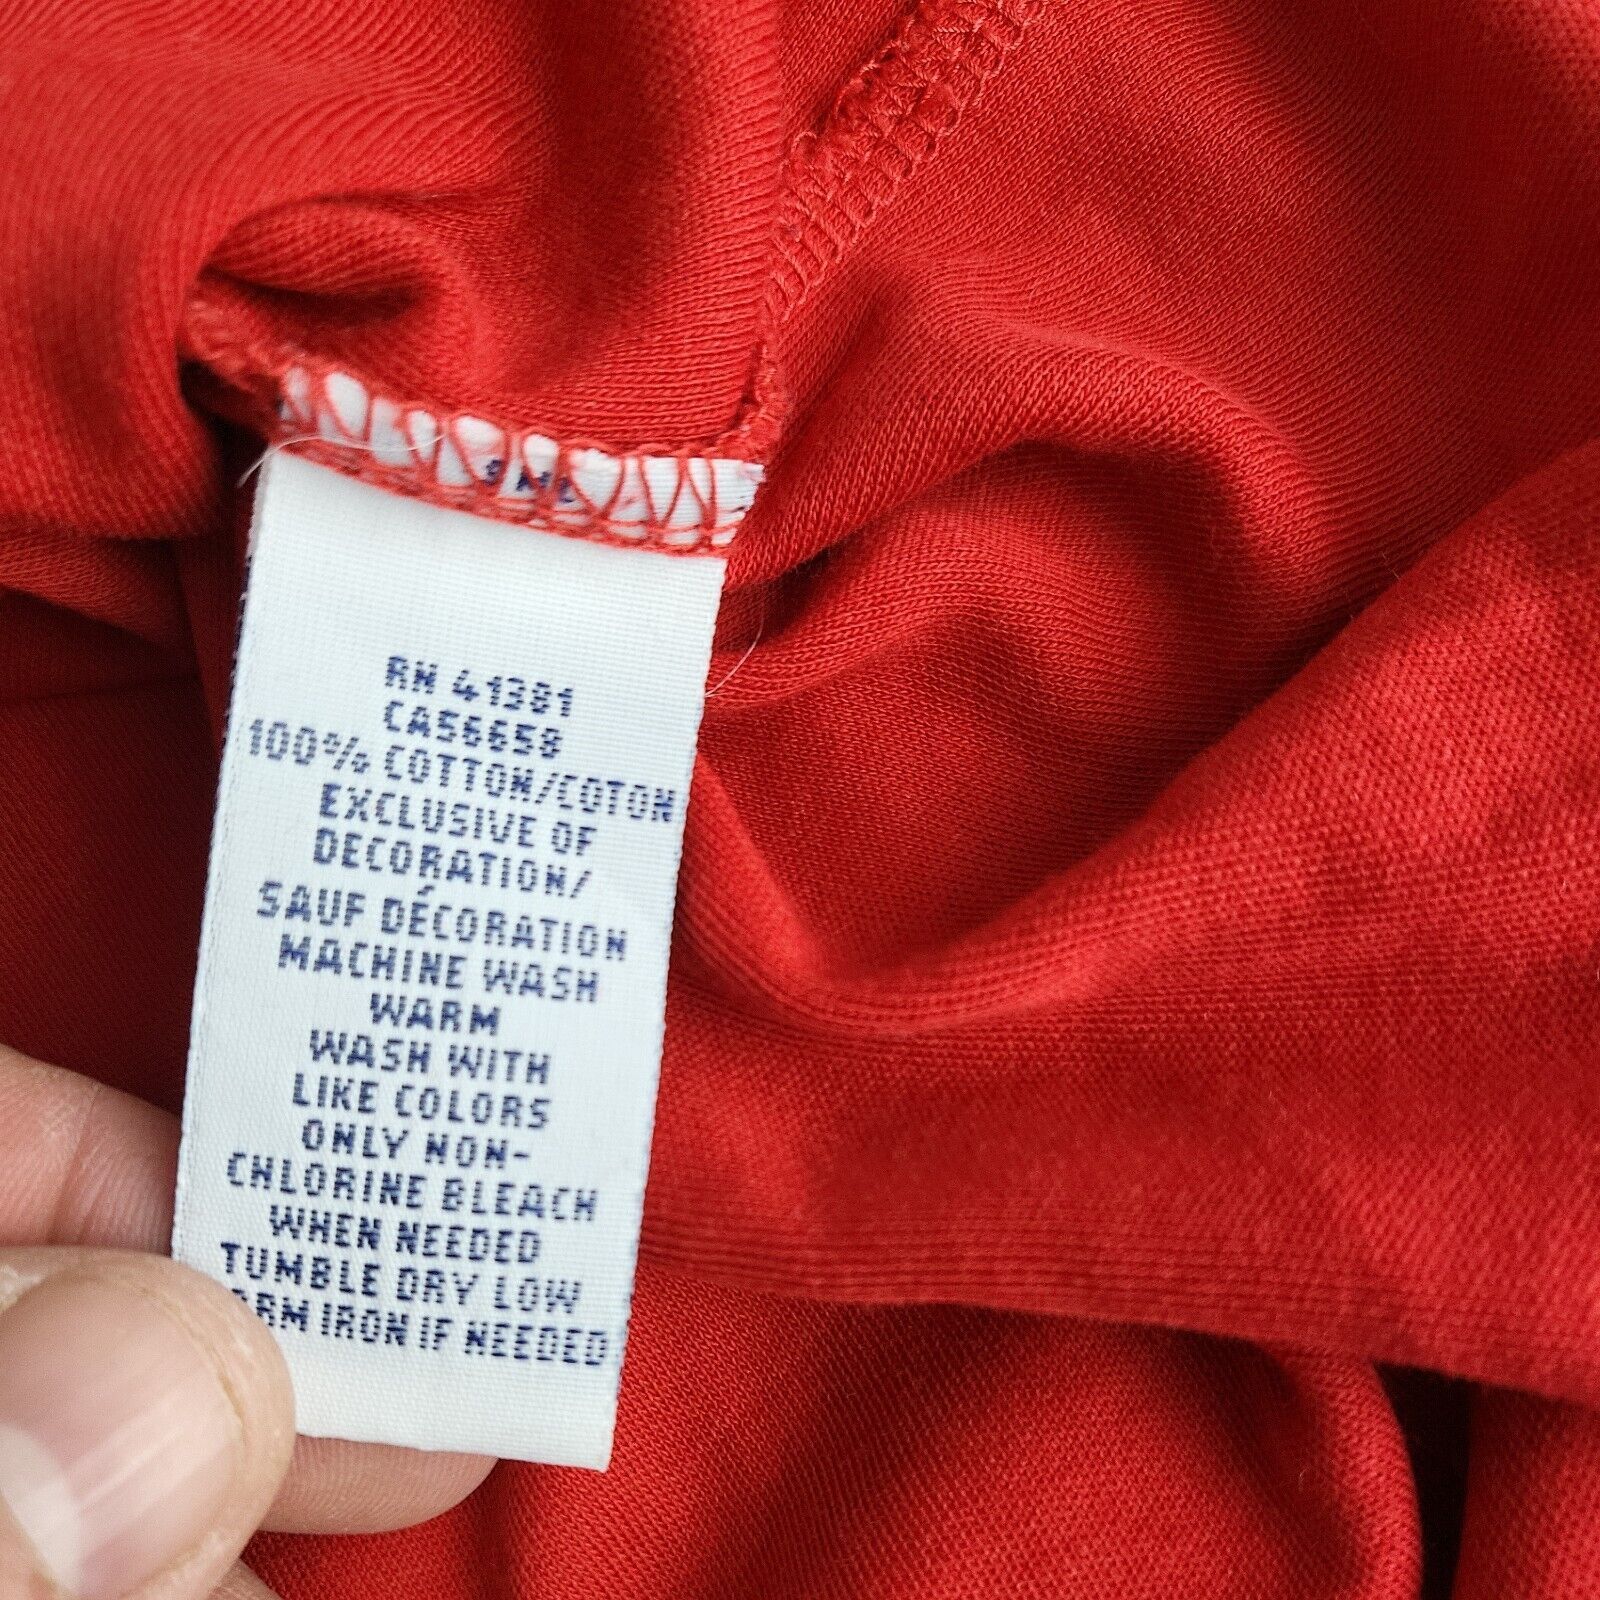 RN 41381
CA56658
100% COTTON/COTON
EXCLUSIVE OF
DECORATION/
SAUF DÉCORATION
MACHINE WASH
WARM
WASH WITH
LIKE COLORS
ONLY NON-
CHLORINE BLEACH
WHEN NEEDED
TUMBLE DRY LOW
IRON IF NEEDED